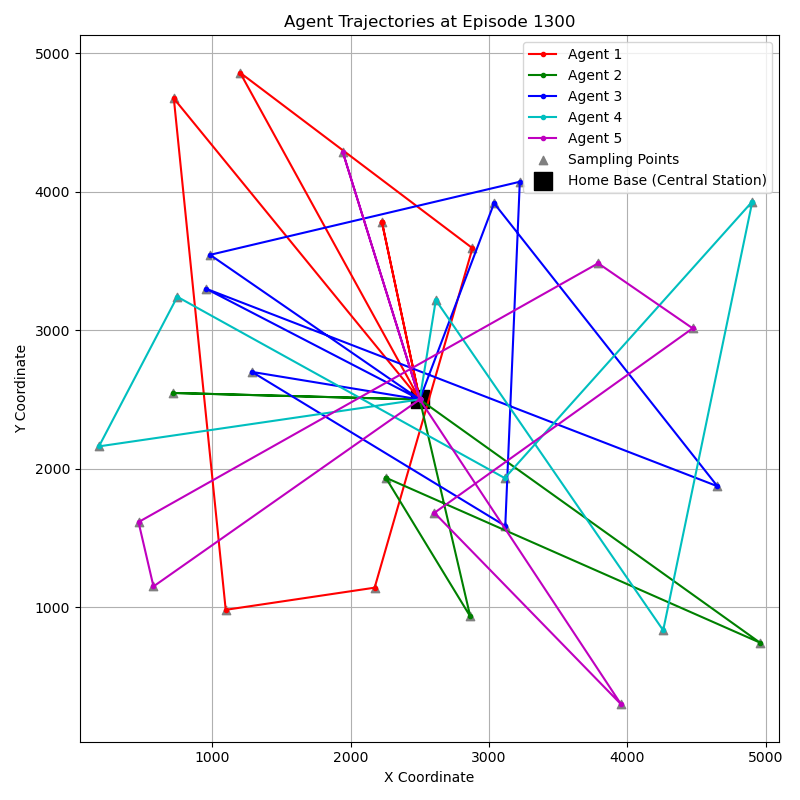 Agent Trajectories at Episode 1300
5000
4000
3000
2000
1000
Y Coordinate
1000
2000
3000
4000
5000
X Coordinate
Agent 1
Agent 2
Agent 3
Agent 4
Agent 5
Sampling Points
Home Base (Central Station)